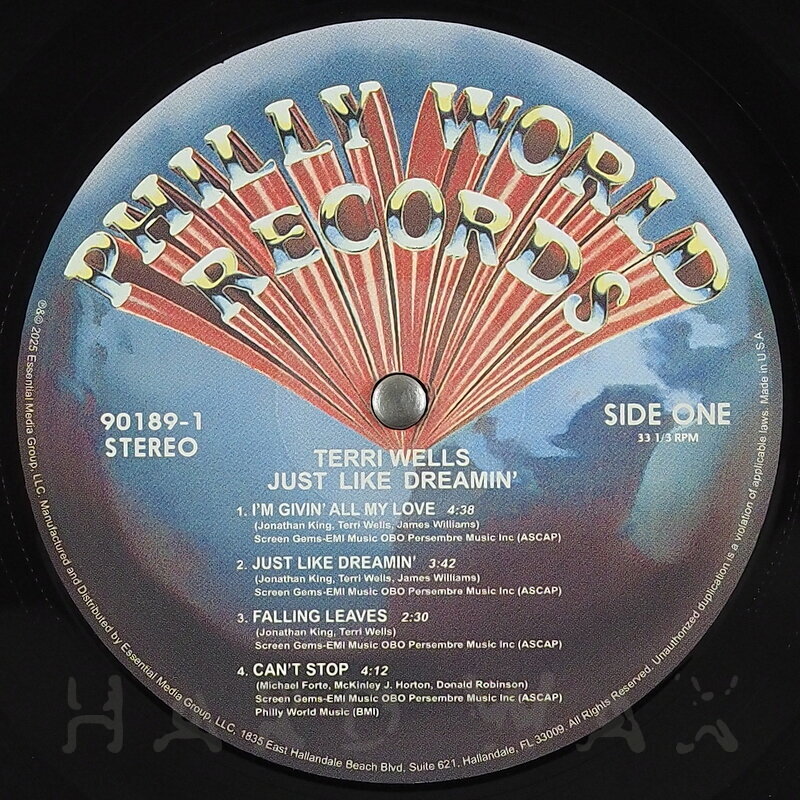 PHILLY WORLD
RECORDS
90189-1
STEREO
SIDE ONE
33 1/3 RPM
TERRI WELLS
JUST LIKE DREAMIN'
1. I'M GIVIN' ALL MY LOVE 4:38
(Jonathan King, Terri Wells, James Williams)
Screen Gems-EMI Music OBO Persembre Music Inc (ASCAP)
2. JUST LIKE DREAMIN' 3:42
(Jonathan King, Terri Wells, James Williams)
Screen Gems-EMI Music OBO Persembre Music Inc (ASCAP)
3. FALLING LEAVES 2:30
(Jonathan King, Terri Wells)
Screen Gems-EMI Music OBO Persembre Music Inc (ASCAP)
4. CAN'T STOP 4:12
(Michael Forte, McKinley J. Horton, Donald Robinson)
Screen Gems-EMI Music OBO Persembre Music Inc (ASCAP)
Philly World Music (BMI)
℗&© 2025 Essential Media Group, LLC. Manufactured and Distributed by Essential Media Group, LLC, 1835 East Hallandale Beach Blvd, Suite 621, Hallandale, FL 33009. All Rights Reserved. Unauthorized duplication is a violation of applicable laws. Made in U.S.A.
HARD WAX